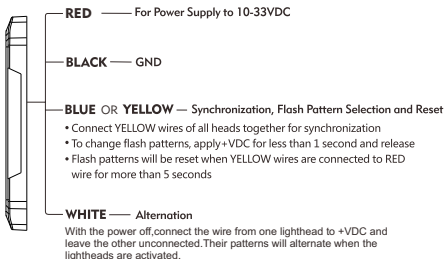 RED — For Power Supply to 10-33VDC
BLACK — GND
BLUE OR YELLOW — Synchronization, Flash Pattern Selection and Reset
• Connect YELLOW wires of all heads together for synchronization
• To change flash patterns, apply+VDC for less than 1 second and release
• Flash patterns will be reset when YELLOW wires are connected to RED
wire for more than 5 seconds
WHITE — Alternation
With the power off,connect the wire from one lighthead to +VDC and
leave the other unconnected.Their patterns will alternate when the
lightheads are activated.